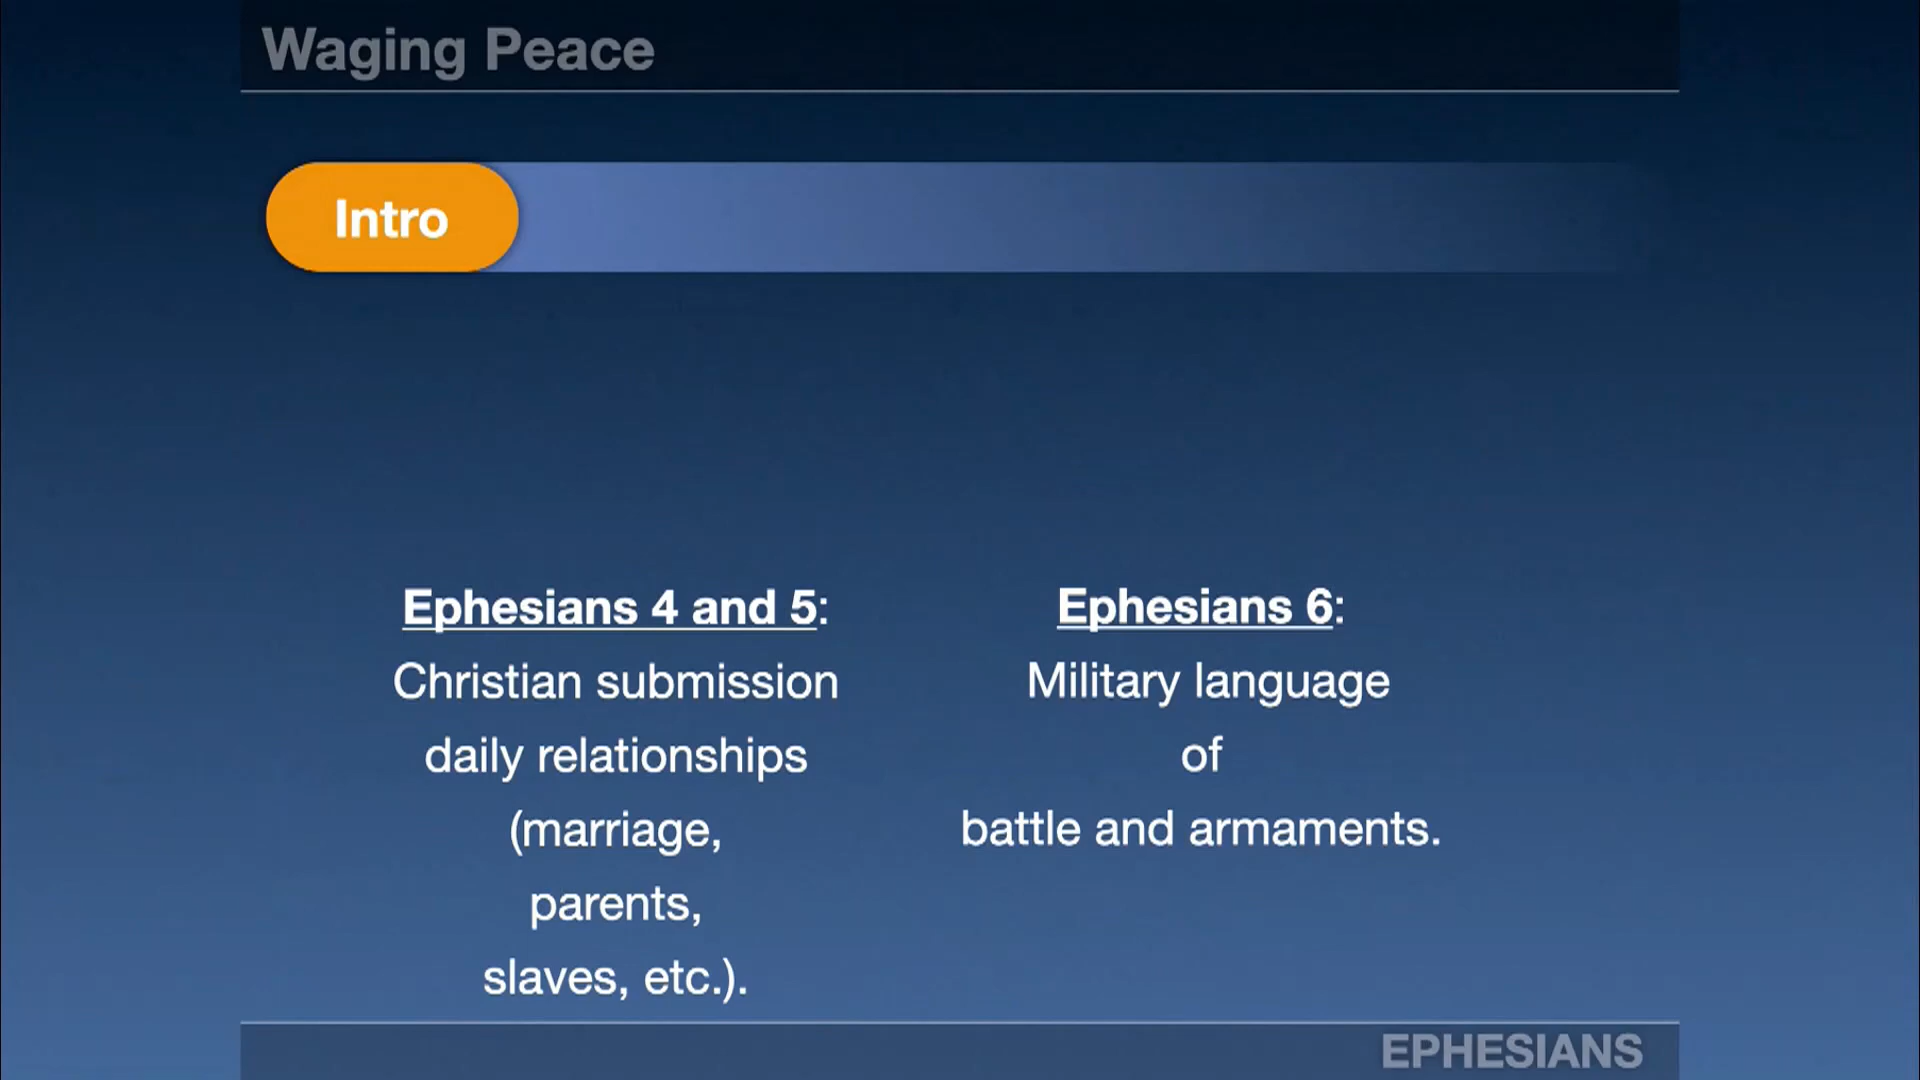 Waging Peace
Intro
Ephesians 4 and 5:
Christian submission
daily relationships
(marriage,
parents,
slaves, etc.).
Ephesians 6:
Military language
of
battle and armaments.
EPHESIANS